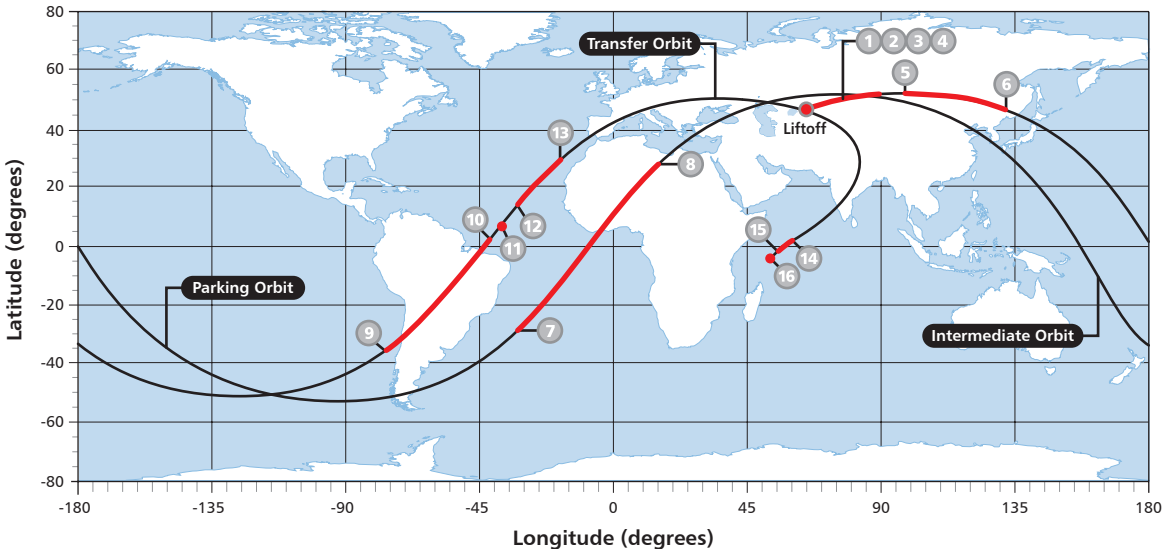 80
60
40
20
0
-20
-40
-60
-80
Latitude (degrees)
Transfer Orbit
1 2 3 4
5
6
Liftoff
13
8
10
12
11
15
14
16
Parking Orbit
9
7
Intermediate Orbit
-180 -135 -90 -45 0 45 90 135 180
Longitude (degrees)